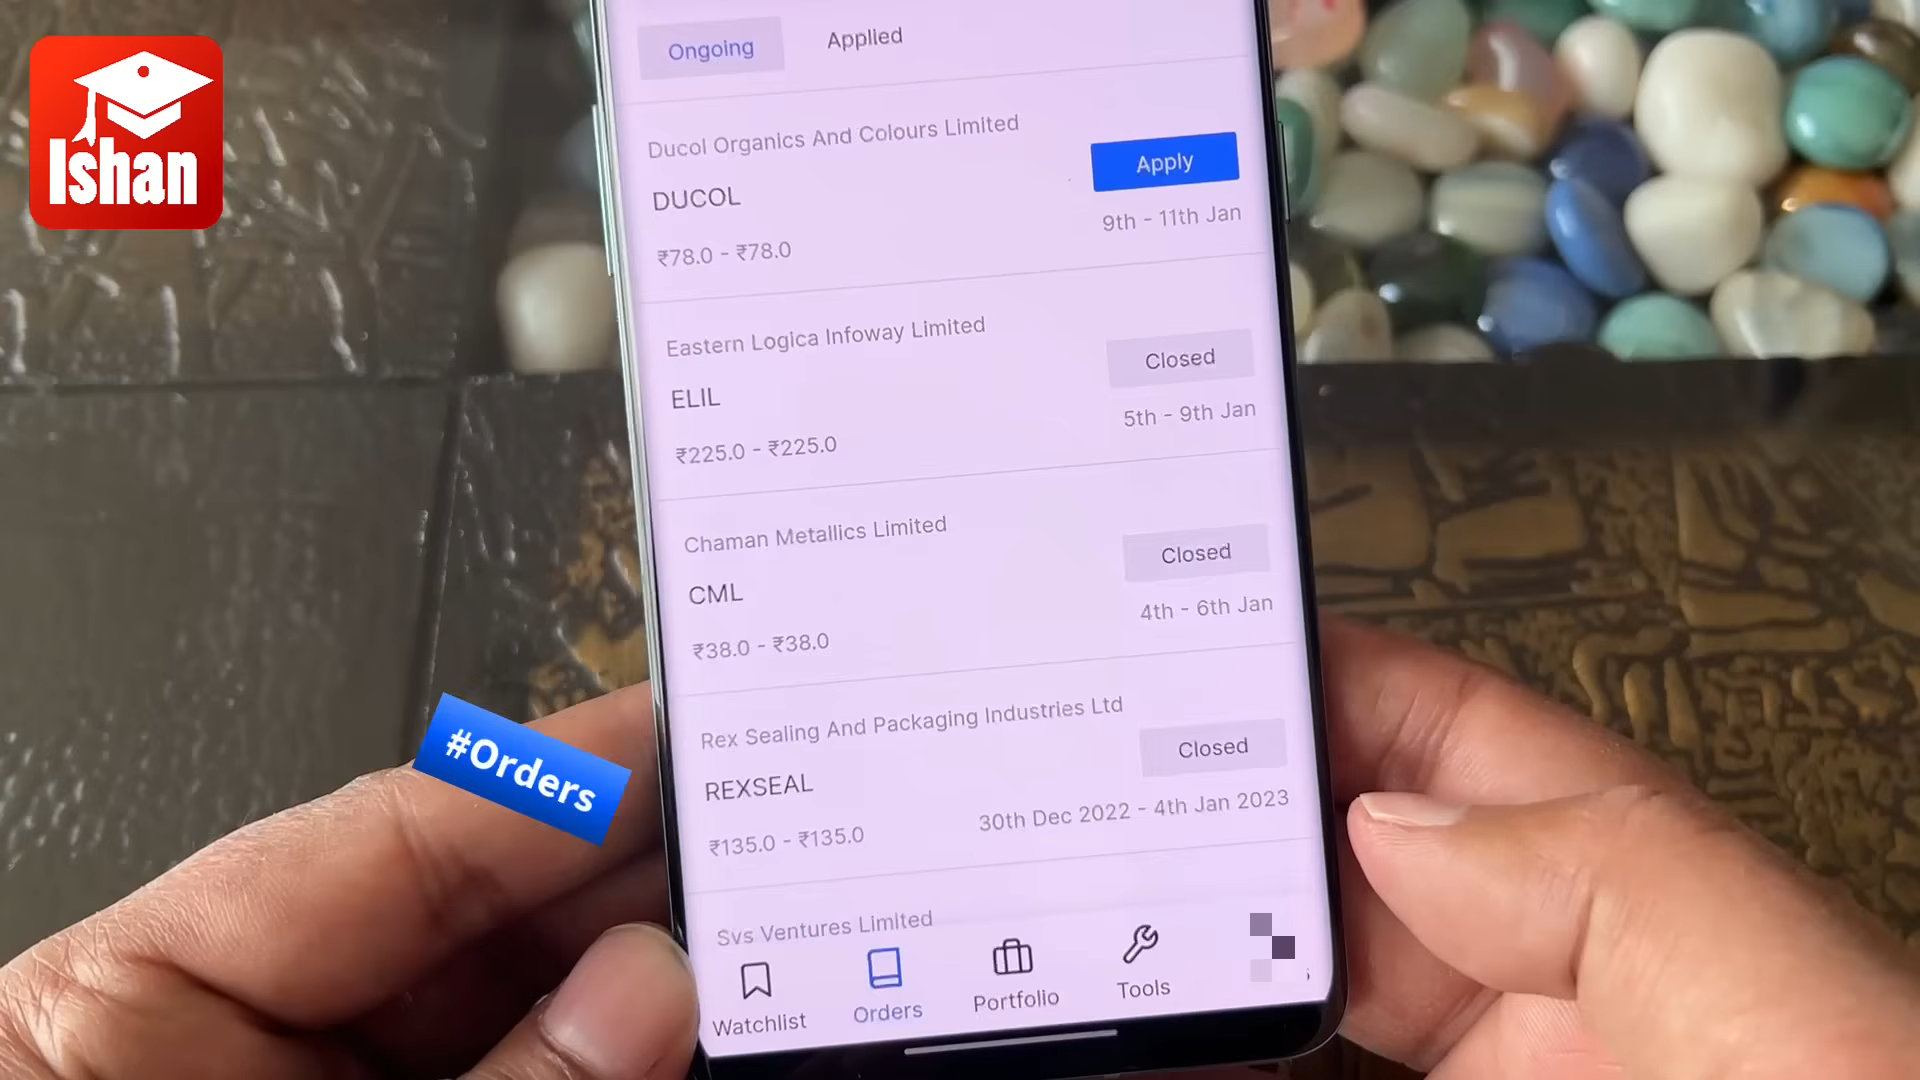 Ishan
Ongoing
Applied
Ducol Organics And Colours Limited
DUCOL
₹78.0 - ₹78.0
Apply
9th - 11th Jan
Eastern Logica Infoway Limited
ELIL
₹225.0 - ₹225.0
Closed
5th - 9th Jan
Chaman Metallics Limited
CML
₹38.0 - ₹38.0
Closed
4th - 6th Jan
Rex Sealing And Packaging Industries Ltd
REXSEAL
₹135.0 - ₹135.0
Closed
30th Dec 2022 - 4th Jan 2023
#Orders
Svs Ventures Limited
Watchlist
Orders
Portfolio
Tools